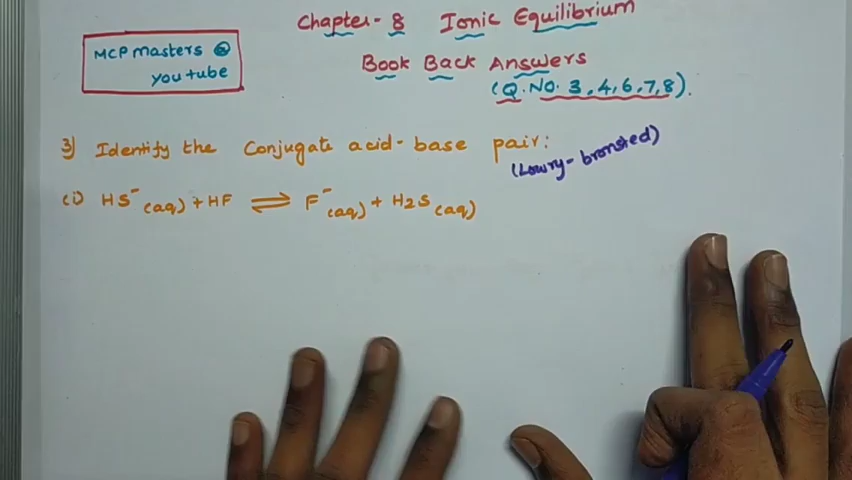 Chapter - 8 Ionic Equilibrium
MCP masters @
you tube
Book Back Answers
(Q.No. 3,4,6,7,8).
3) Identify the Conjugate acid-base pair:
(Lowry-bronsted)
(i) HS⁻(aq) + HF ⇌ F⁻(aq) + H2S(aq)